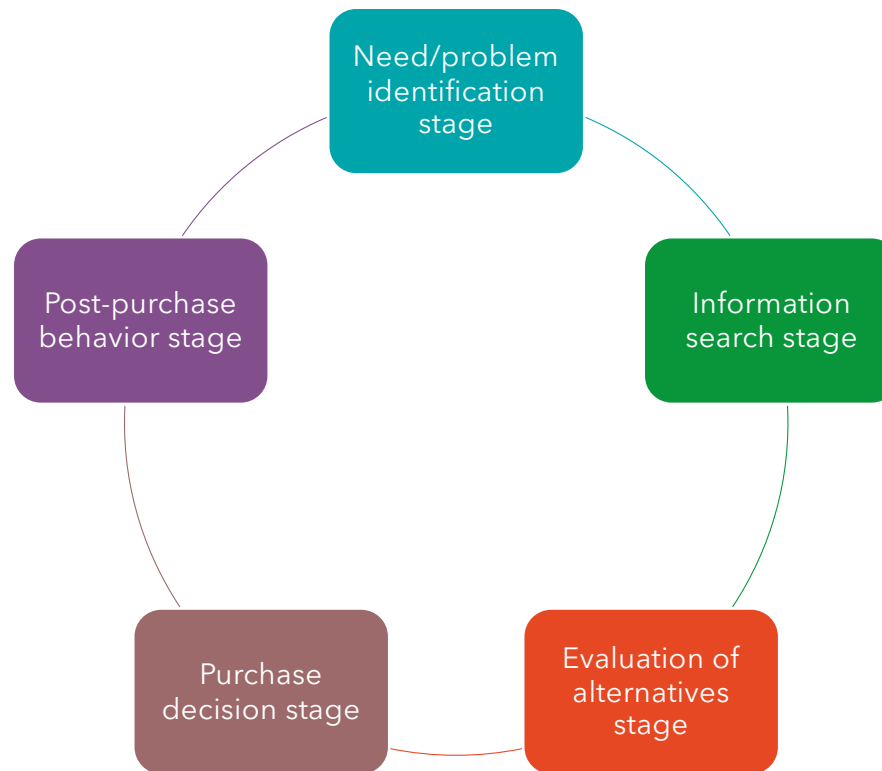 Need/problem
identification
stage
Information
search stage
Evaluation of
alternatives
stage
Purchase
decision stage
Post-purchase
behavior stage